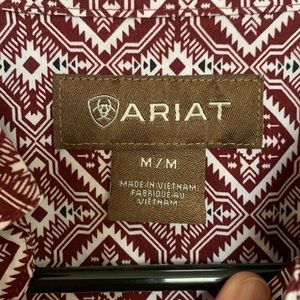 ARIAT
M/M
MADE IN VIETNAM
FABRIQUÉ AU
VIETNAM